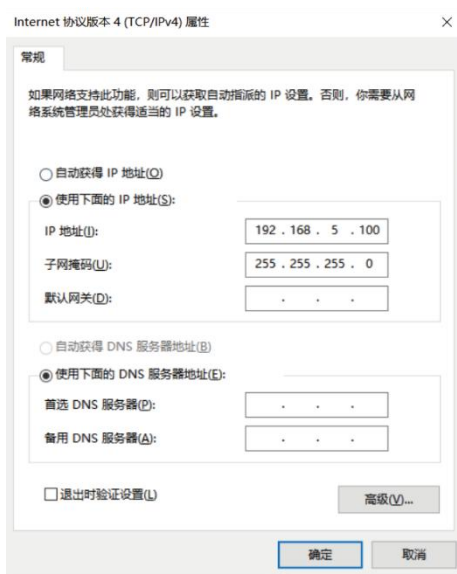 Internet 协议版本 4 (TCP/IPv4) 属性
常规
如果网络支持此功能，则可以获取自动指派的 IP 设置。否则，你需要从网
络系统管理员处获得适当的 IP 设置。
自动获得 IP 地址(O)
使用下面的 IP 地址(S):
IP 地址(I): 192 . 168 . 5 . 100
子网掩码(U): 255 . 255 . 255 . 0
默认网关(D): . . .
自动获得 DNS 服务器地址(B)
使用下面的 DNS 服务器地址(E):
首选 DNS 服务器(P): . . .
备用 DNS 服务器(A): . . .
退出时验证设置(L)
高级(V)...
确定 取消